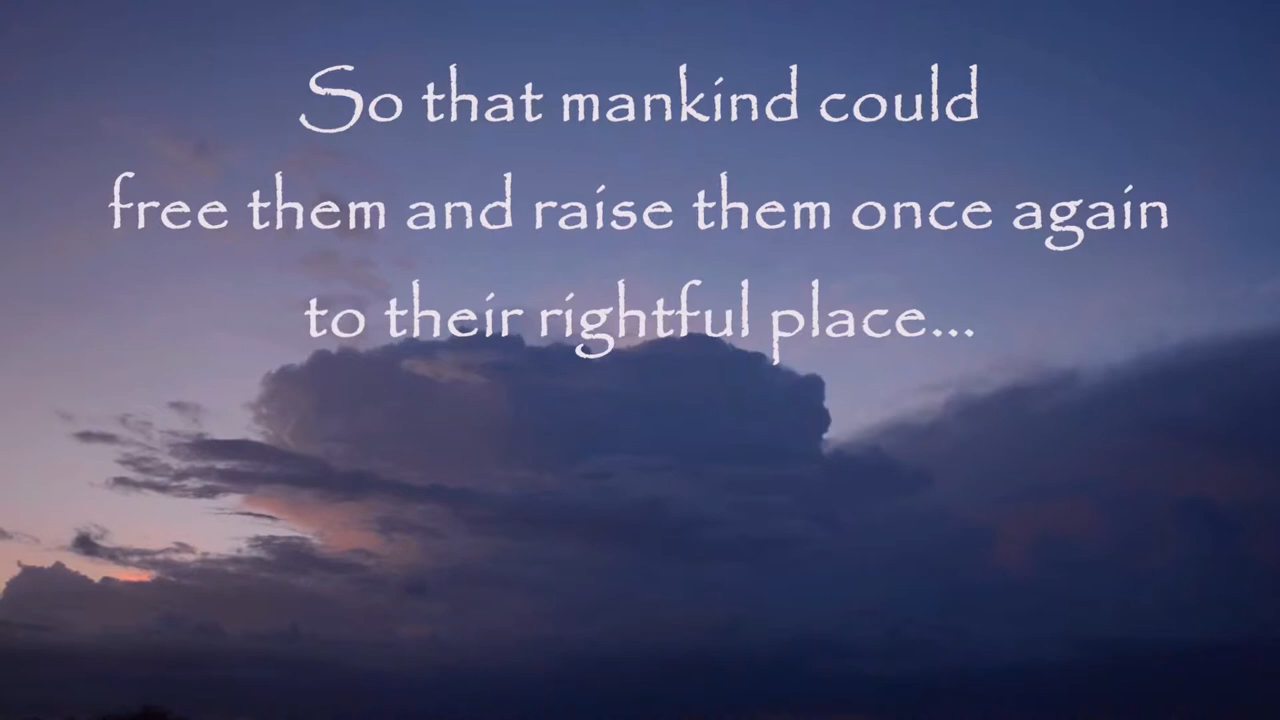 So that mankind could
free them and raise them once again
to their rightful place...